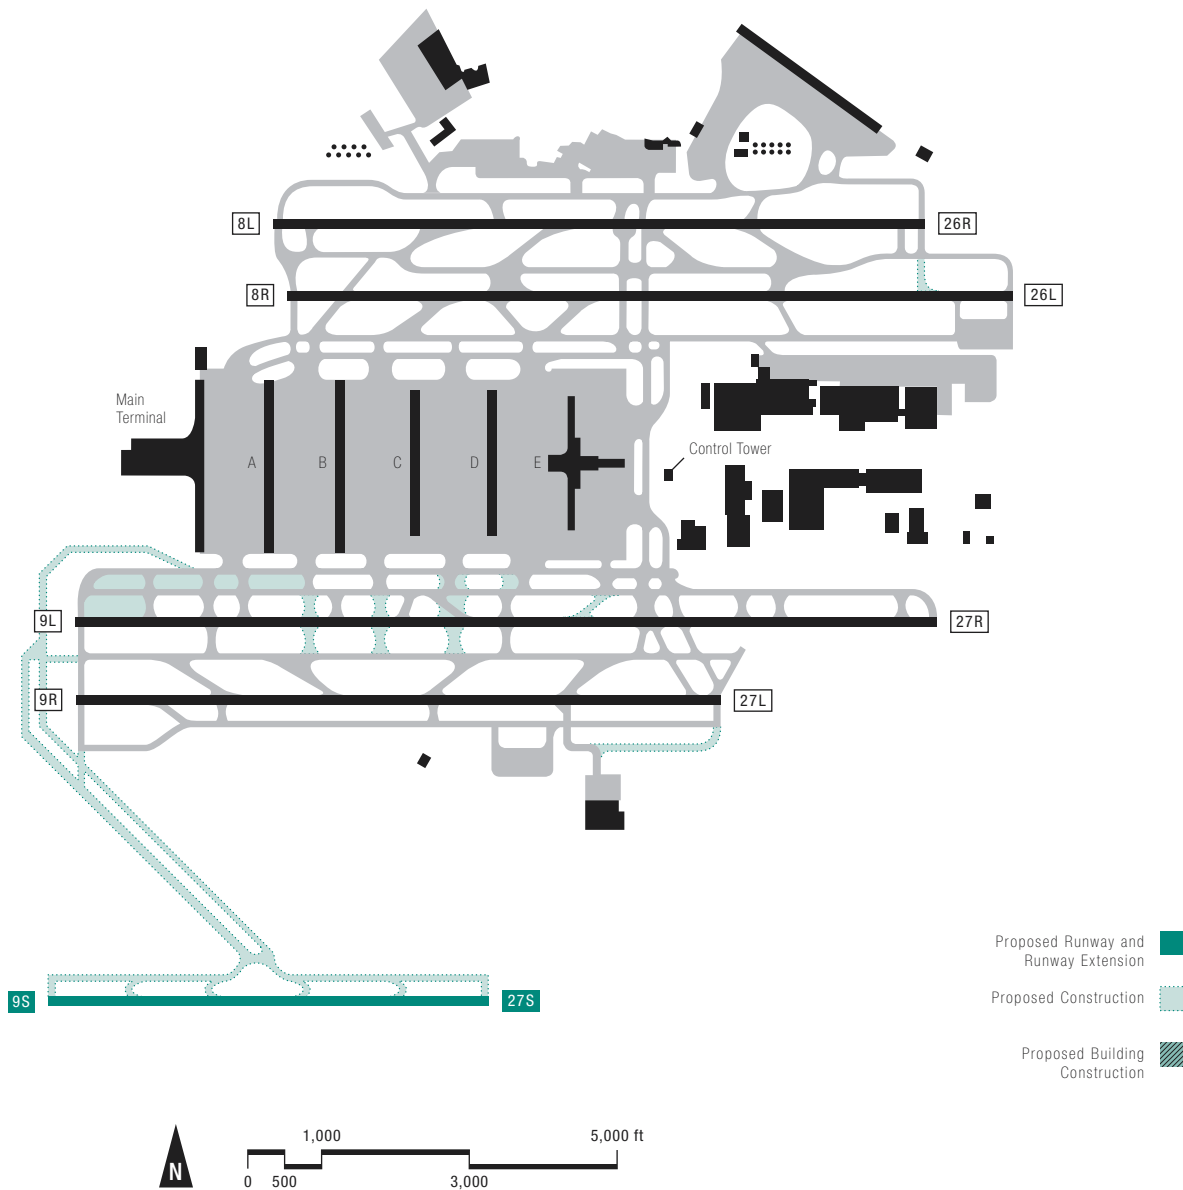 8L
26R
8R
26L
Main
Terminal
Control Tower
A
B
C
D
E
9L
27R
9R
27L
Proposed Runway and
Runway Extension
9S
27S
Proposed Construction
Proposed Building
Construction
1,000
5,000 ft
N
0
500
3,000